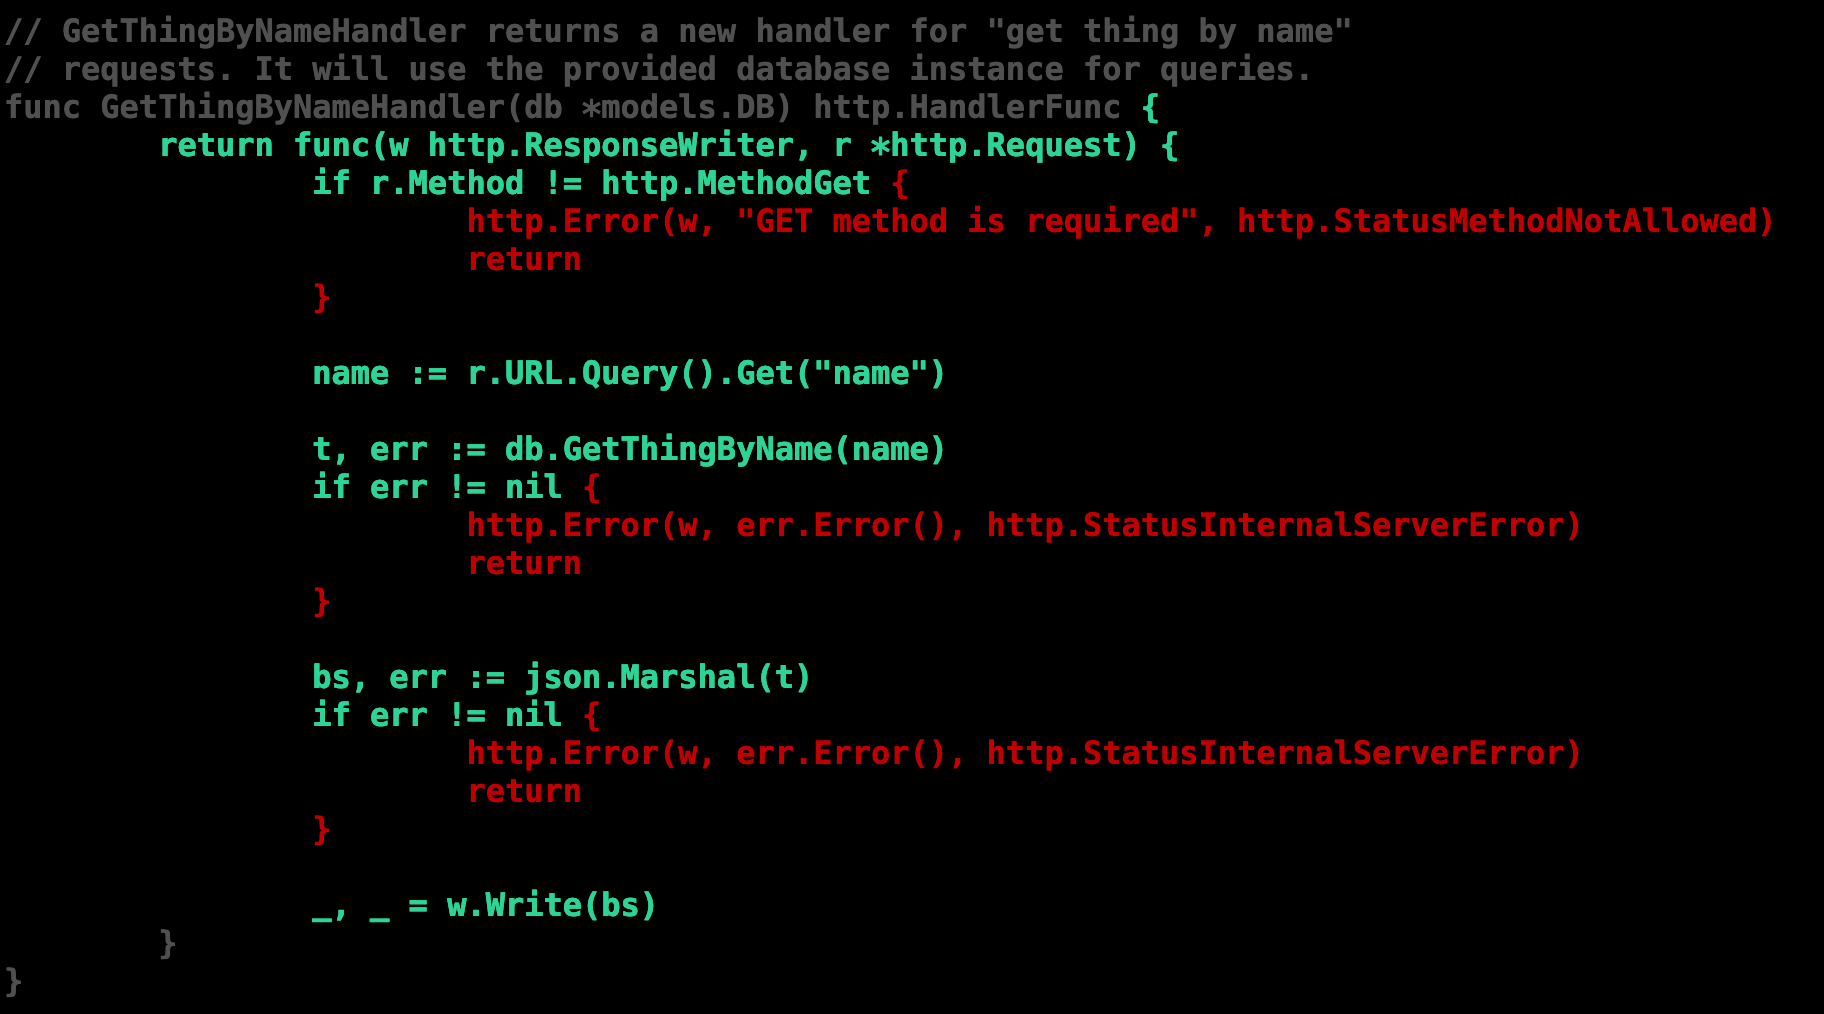 // GetThingByNameHandler returns a new handler for "get thing by name"
// requests. It will use the provided database instance for queries.
func GetThingByNameHandler(db *models.DB) http.HandlerFunc {
        return func(w http.ResponseWriter, r *http.Request) {
                if r.Method != http.MethodGet {
                        http.Error(w, "GET method is required", http.StatusMethodNotAllowed)
                        return
                }

                name := r.URL.Query().Get("name")

                t, err := db.GetThingByName(name)
                if err != nil {
                        http.Error(w, err.Error(), http.StatusInternalServerError)
                        return
                }

                bs, err := json.Marshal(t)
                if err != nil {
                        http.Error(w, err.Error(), http.StatusInternalServerError)
                        return
                }

                _, _ = w.Write(bs)
        }
}